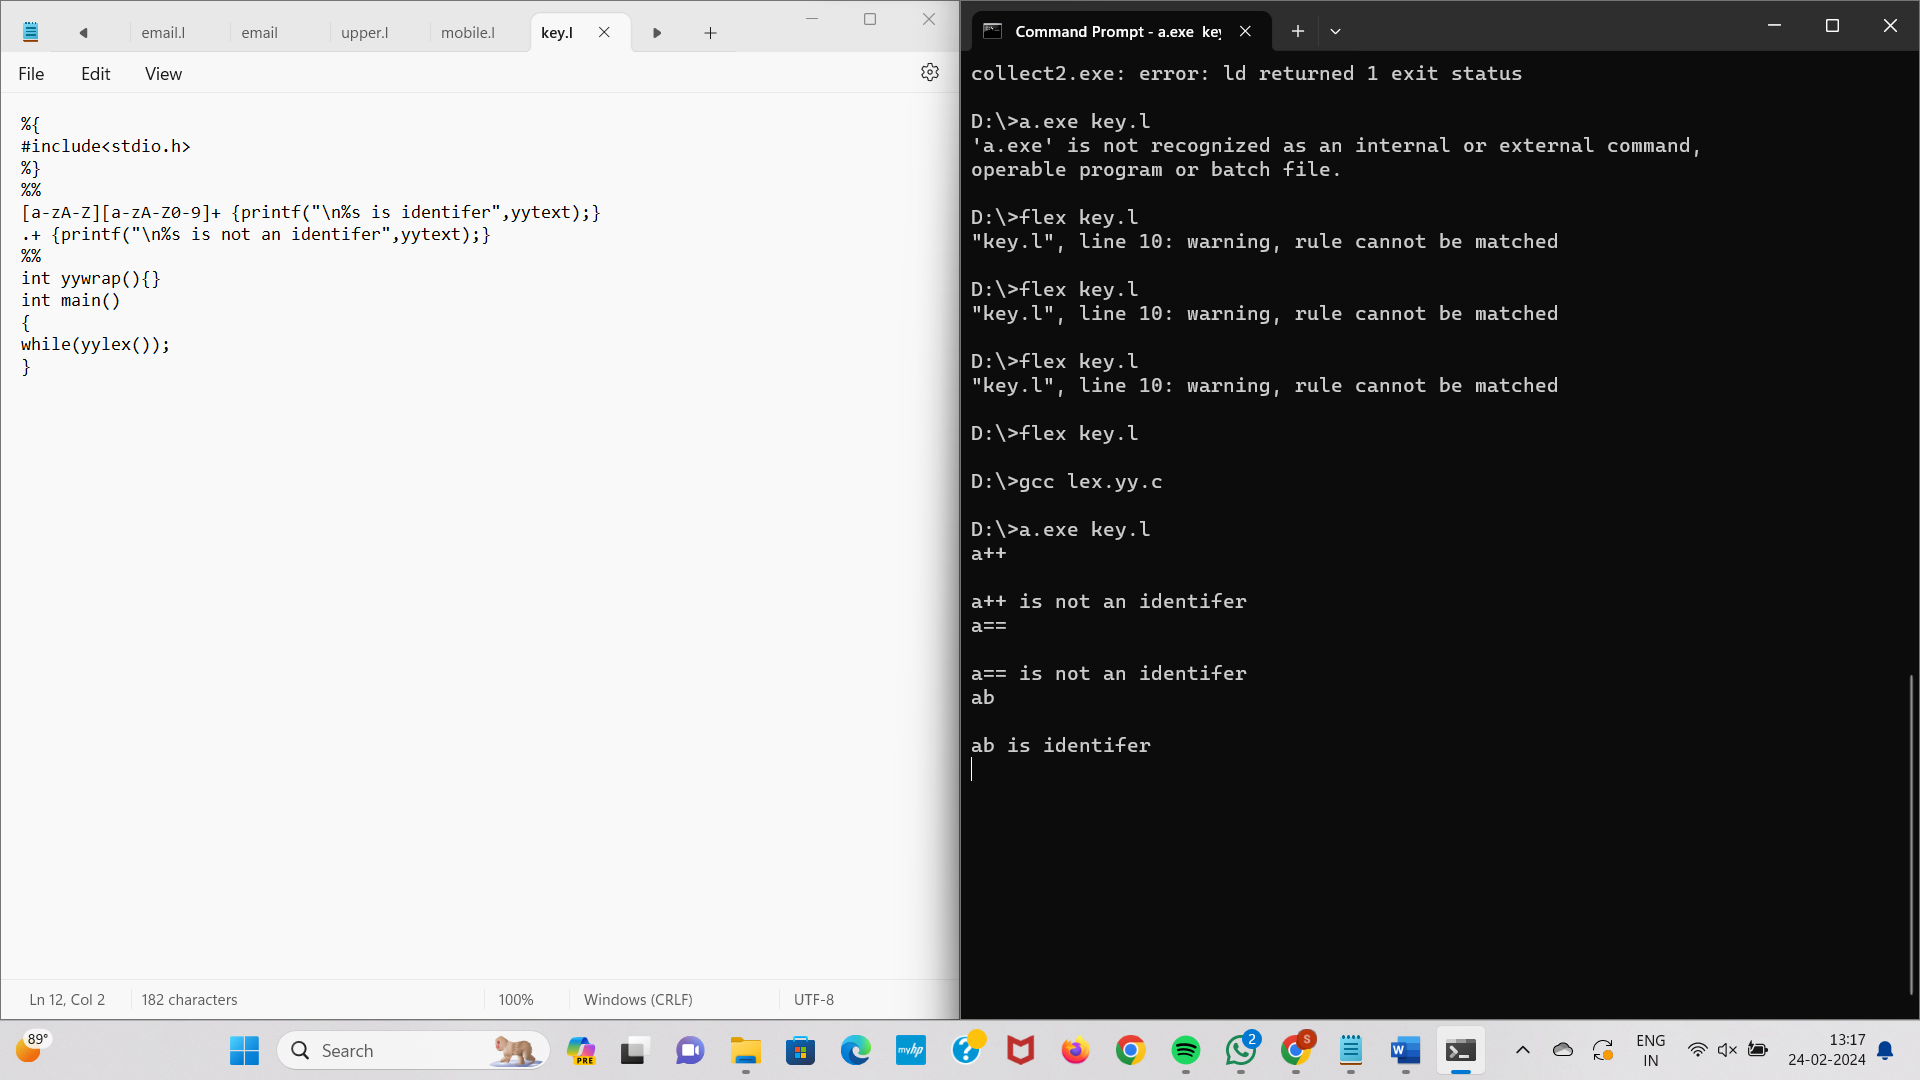 email.l
email
upper.l
mobile.l
key.l
File
Edit
View
%{
#include<stdio.h>
%}
%%
[a-zA-Z][a-zA-Z0-9]+ {printf("\n%s is identifer",yytext);}
.+ {printf("\n%s is not an identifer",yytext);}
%%
int yywrap(){}
int main()
{
while(yylex());
}
Ln 12, Col 2
182 characters
100%
Windows (CRLF)
UTF-8
Command Prompt - a.exe key
collect2.exe: error: ld returned 1 exit status
D:\>a.exe key.l
'a.exe' is not recognized as an internal or external command,
operable program or batch file.
D:\>flex key.l
"key.l", line 10: warning, rule cannot be matched
D:\>flex key.l
"key.l", line 10: warning, rule cannot be matched
D:\>flex key.l
"key.l", line 10: warning, rule cannot be matched
D:\>flex key.l
D:\>gcc lex.yy.c
D:\>a.exe key.l
a++
a++ is not an identifer
a==
a== is not an identifer
ab
ab is identifer
89°
Search
PRE
myhp
2
S
W
ENG
IN
13:17
24-02-2024